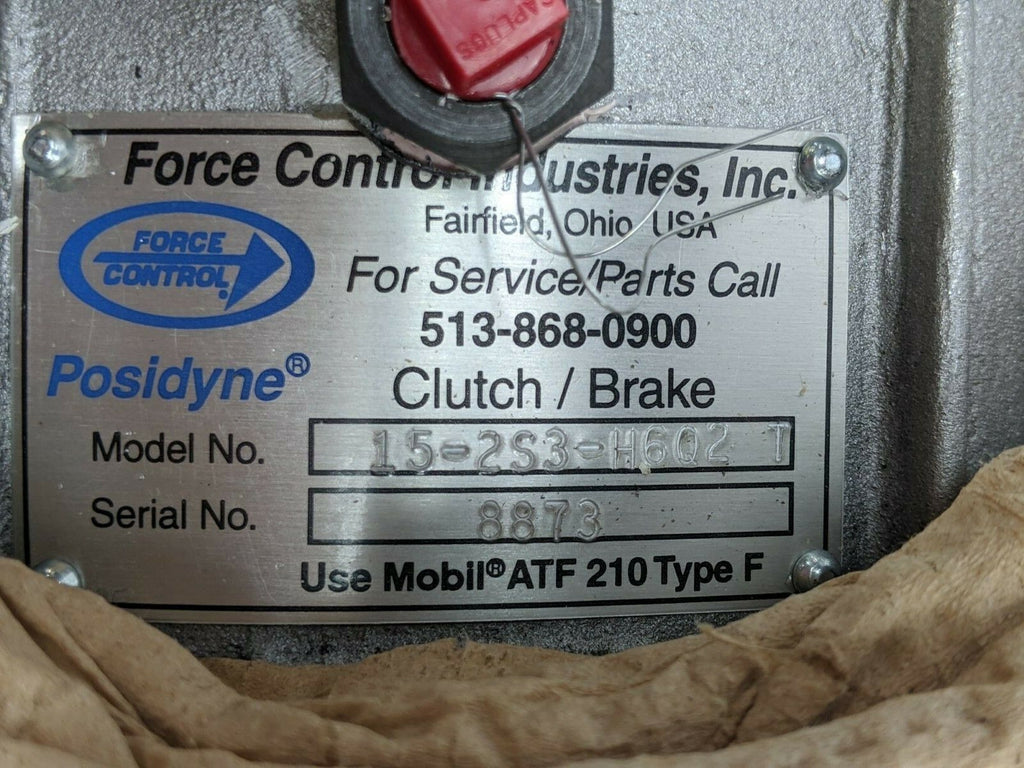 CAPLUGS
Force Control Industries, Inc.
Fairfield, Ohio USA
FORCE
CONTROL®
For Service/Parts Call
513-868-0900
Posidyne®
Clutch / Brake
Model No. 15-2S3-H6Q2 T
Serial No. 8873
Use Mobil® ATF 210 Type F